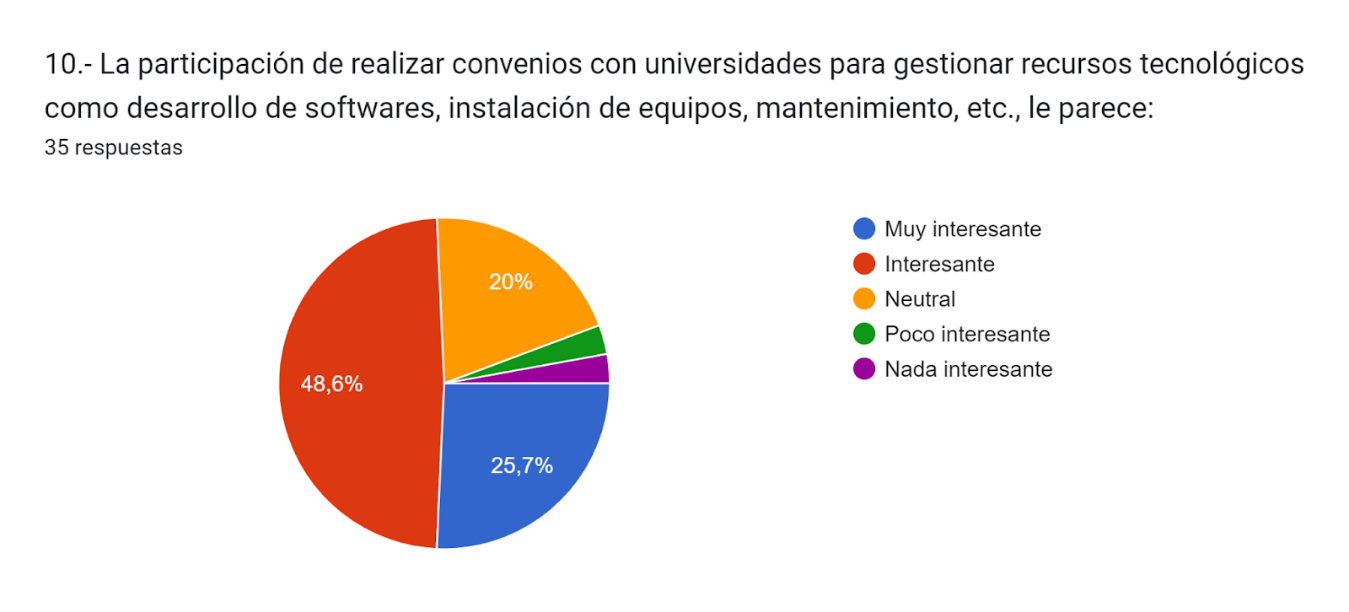 10.- La participación de realizar convenios con universidades para gestionar recursos tecnológicos
como desarrollo de softwares, instalación de equipos, mantenimiento, etc., le parece:
35 respuestas
Muy interesante
Interesante
Neutral
Poco interesante
Nada interesante
20%
48,6%
25,7%